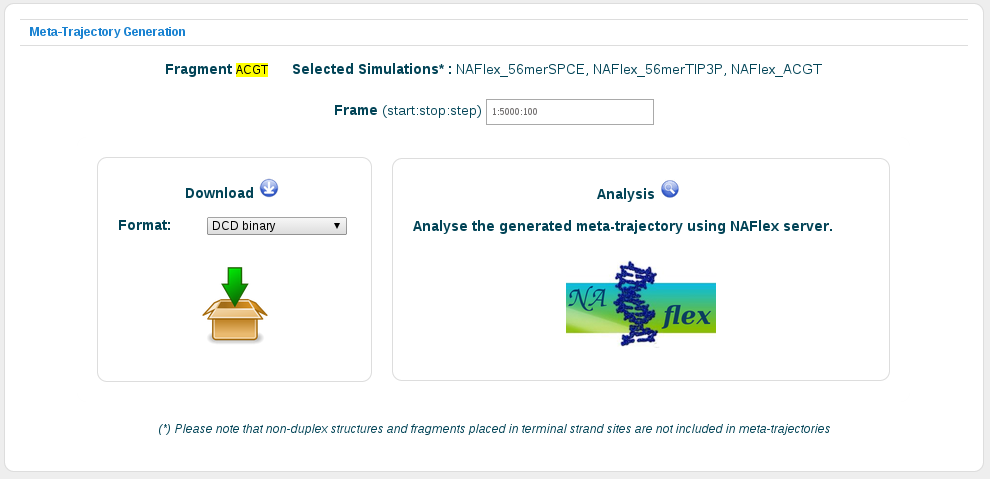 Meta-Trajectory Generation
Fragment ACGT Selected Simulations* : NAFlex_56merSPCE, NAFlex_56merTIP3P, NAFlex_ACGT
Frame (start:stop:step) 1:5000:100
Download
Format: DCD binary
Analysis
Analyse the generated meta-trajectory using NAFlex server.
NA
flex
(*) Please note that non-duplex structures and fragments placed in terminal strand sites are not included in meta-trajectories